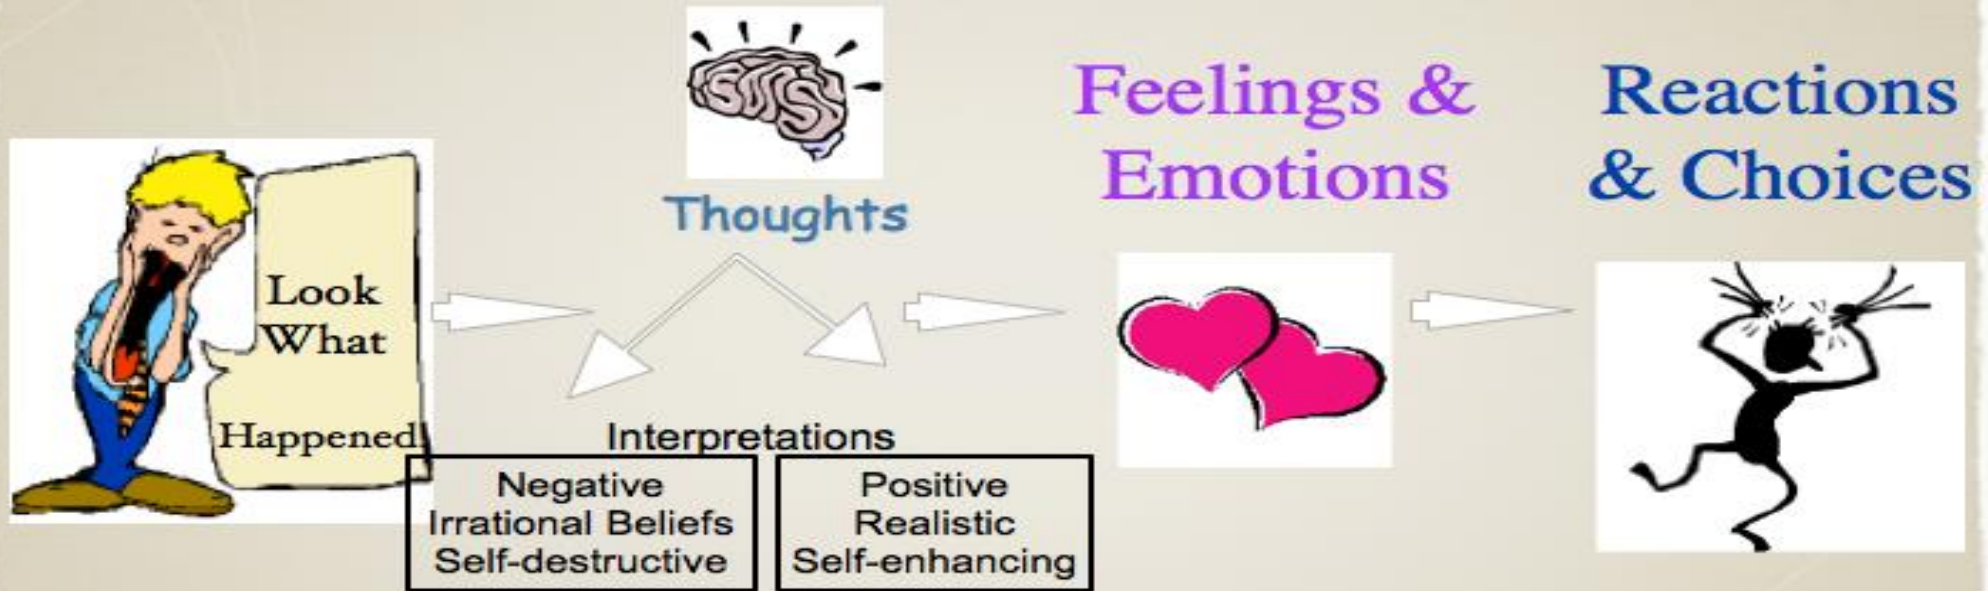 Look
What
Happened!
Thoughts
Interpretations
Negative
Irrational Beliefs
Self-destructive
Positive
Realistic
Self-enhancing
Feelings &
Emotions
Reactions
& Choices